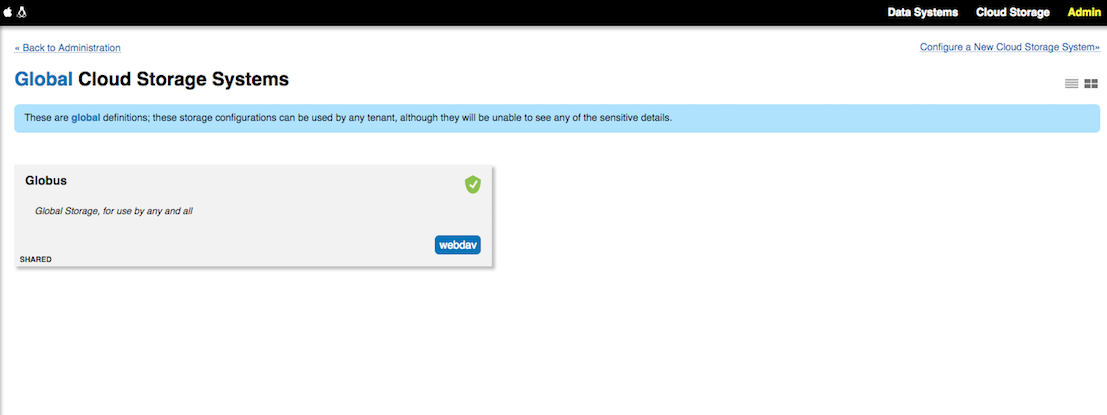 Data Systems Cloud Storage Admin
« Back to Administration
Configure a New Cloud Storage System»
Global Cloud Storage Systems
These are global definitions; these storage configurations can be used by any tenant, although they will be unable to see any of the sensitive details.
Globus
Global Storage, for use by any and all
webdav
SHARED